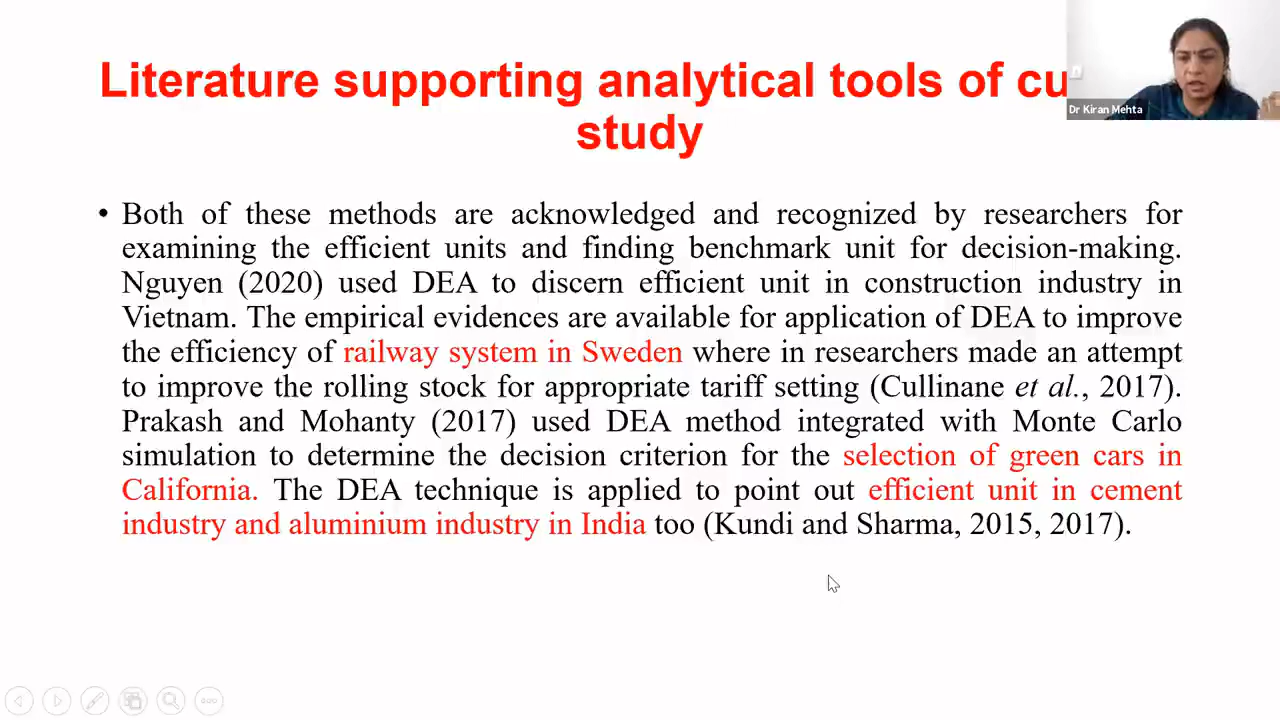 Literature supporting analytical tools of cu
study
Dr Kiran Mehta
• Both of these methods are acknowledged and recognized by researchers for
examining the efficient units and finding benchmark unit for decision-making.
Nguyen (2020) used DEA to discern efficient unit in construction industry in
Vietnam. The empirical evidences are available for application of DEA to improve
the efficiency of railway system in Sweden where in researchers made an attempt
to improve the rolling stock for appropriate tariff setting (Cullinane et al., 2017).
Prakash and Mohanty (2017) used DEA method integrated with Monte Carlo
simulation to determine the decision criterion for the selection of green cars in
California. The DEA technique is applied to point out efficient unit in cement
industry and aluminium industry in India too (Kundi and Sharma, 2015, 2017).